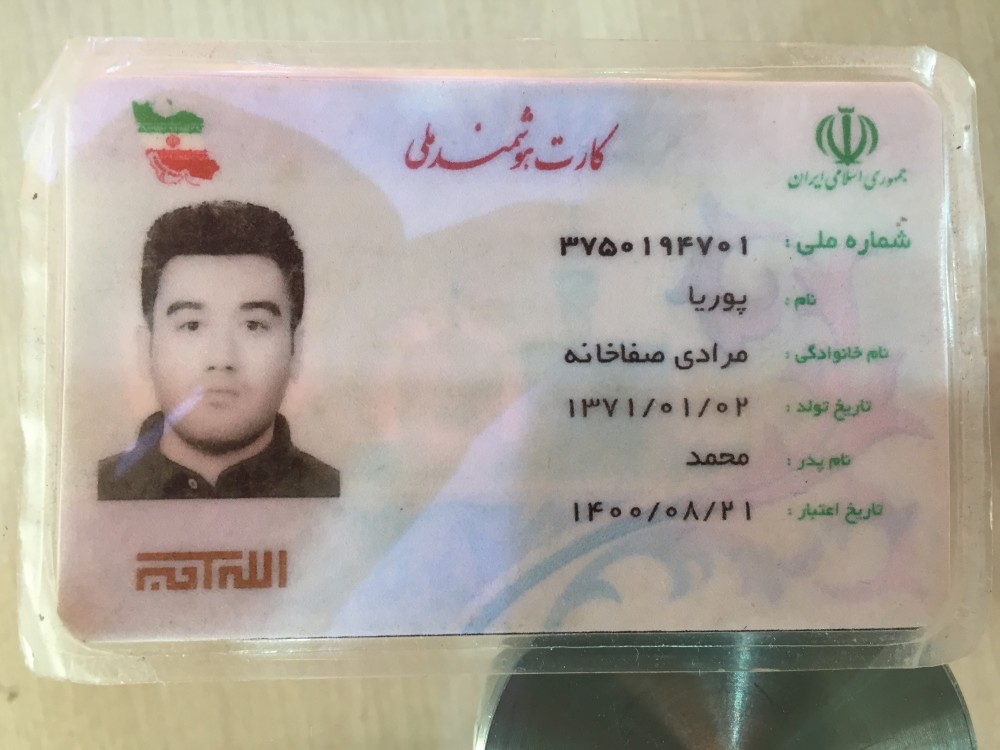 کارت هوشمند ملی
جمهوری اسلامی ایران
شماره ملی : ۳۷۵۰۱۹۴۷۰۱
نام : پوریا
نام خانوادگی : مرادی صفاخانه
تاریخ تولد : ۱۳۷۱/۰۱/۰۲
نام پدر : محمد
تاریخ اعتبار : ۱۴۰۰/۰۸/۲۱
الله اکبر